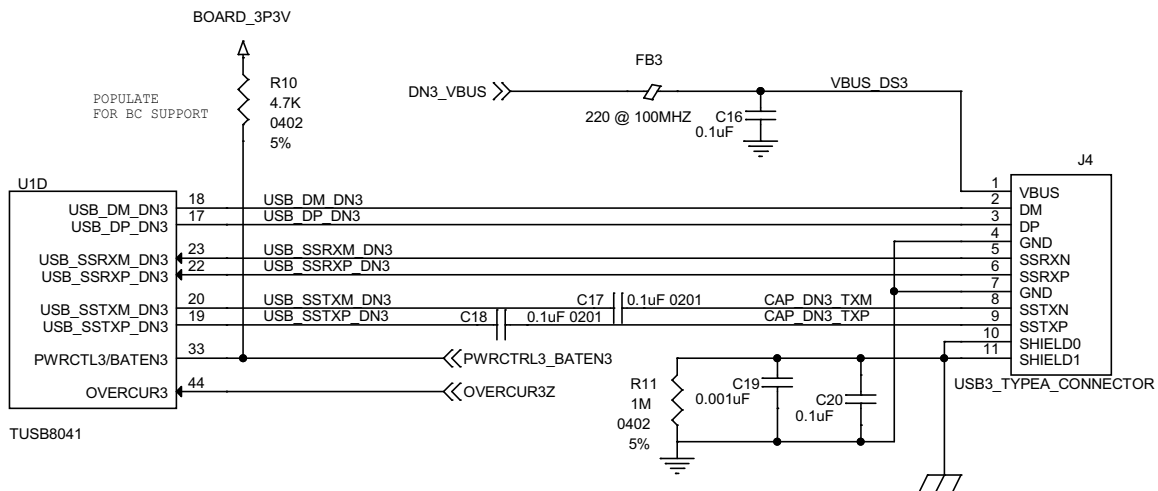 BOARD_3P3V
POPULATE
FOR BC SUPPORT
R10
4.7K
0402
5%
FB3
DN3_VBUS
220 @ 100MHZ
VBUS_DS3
C16
0.1uF
J4
U1D
USB_DM_DN3
18
USB_DM_DN3
USB_DP_DN3
17
USB_DP_DN3
USB_SSRXM_DN3
23
USB_SSRXM_DN3
USB_SSRXP_DN3
22
USB_SSRXP_DN3
USB_SSTXM_DN3
20
USB_SSTXM_DN3
C17
0.1uF 0201
CAP_DN3_TXM
USB_SSTXP_DN3
19
USB_SSTXP_DN3
C18
0.1uF 0201
CAP_DN3_TXP
PWRCTL3/BATEN3
33
PWRCTRL3_BATEN3
OVERCUR3
44
OVERCUR3Z
TUSB8041
1
VBUS
2
DM
3
DP
4
GND
5
SSRXN
6
SSRXP
7
GND
8
SSTXN
9
SSTXP
10
SHIELD0
11
SHIELD1
USB3_TYPEA_CONNECTOR
R11
1M
0402
5%
C19
0.001uF
C20
0.1uF